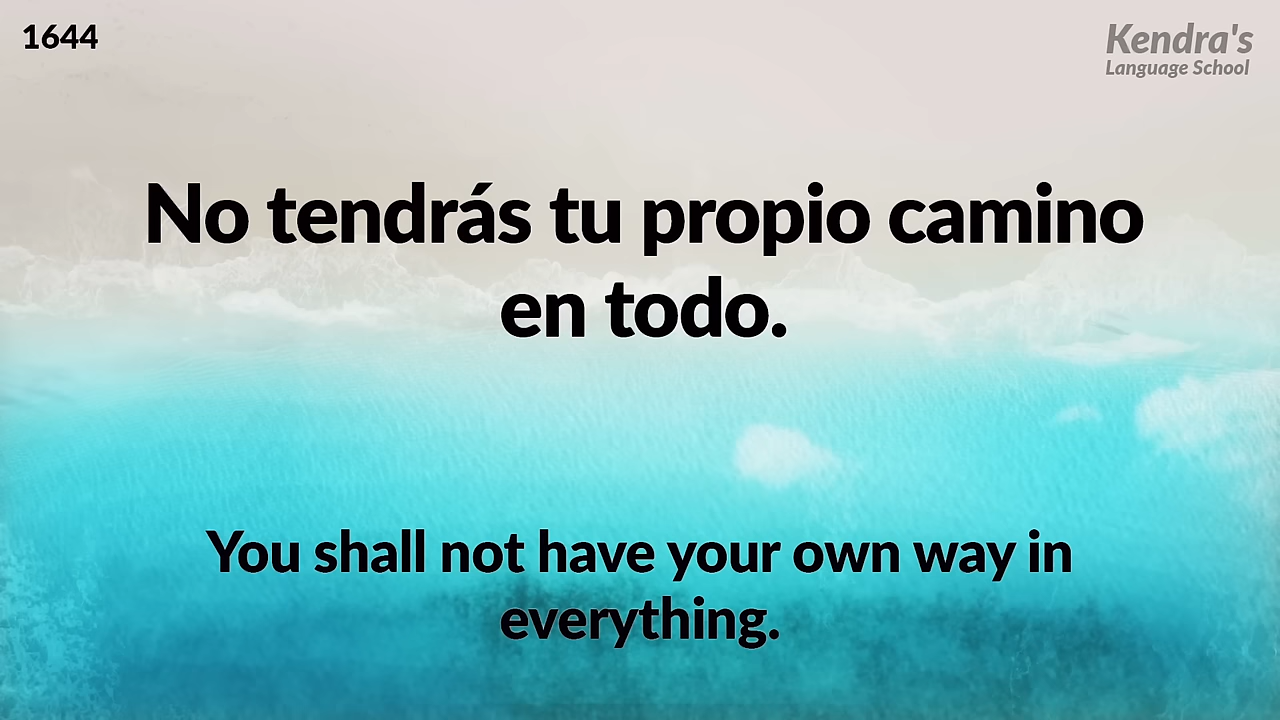 1644
Kendra's
Language School
No tendrás tu propio camino
en todo.
You shall not have your own way in
everything.